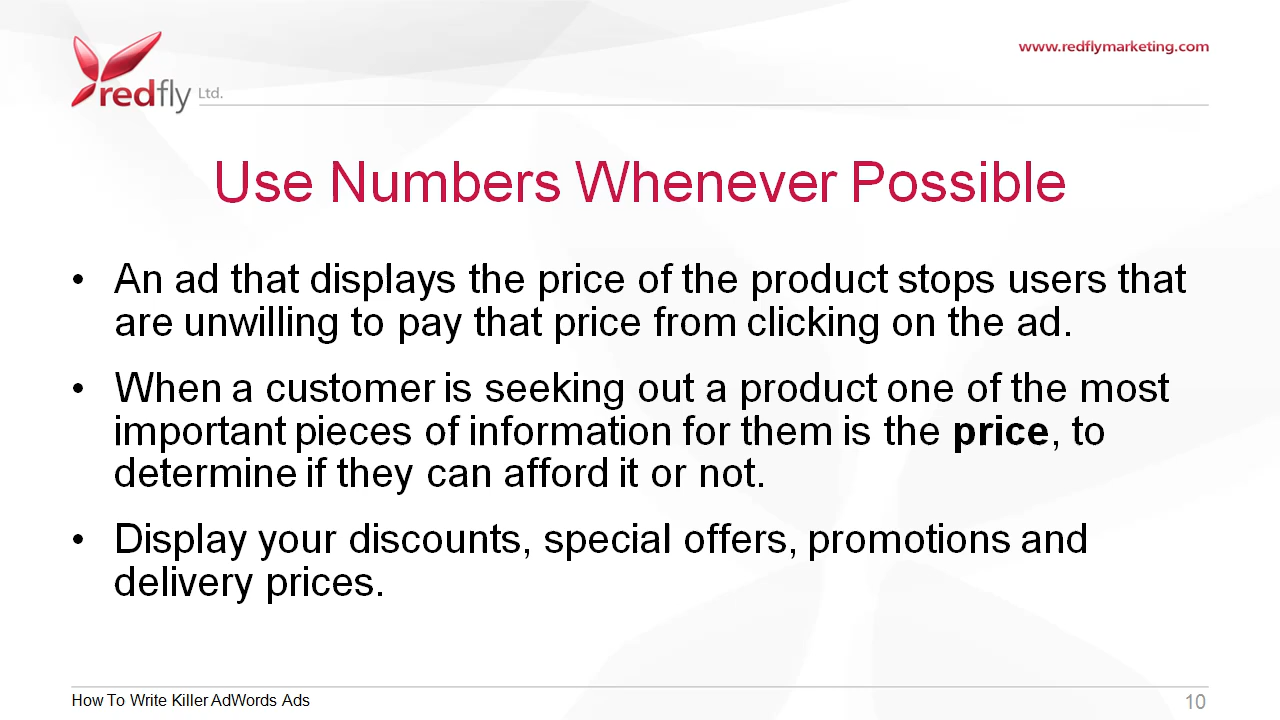 www.redflymarketing.com
redfly Ltd.
Use Numbers Whenever Possible
• An ad that displays the price of the product stops users that
are unwilling to pay that price from clicking on the ad.
• When a customer is seeking out a product one of the most
important pieces of information for them is the price, to
determine if they can afford it or not.
• Display your discounts, special offers, promotions and
delivery prices.
How To Write Killer AdWords Ads
10